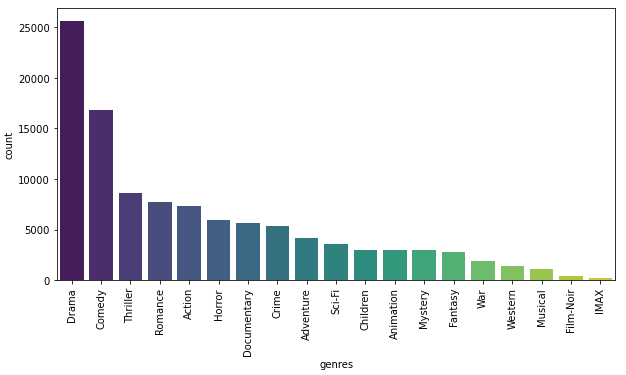 25000
20000
15000
10000
5000
0
count
Drama
Comedy
Thriller
Romance
Action
Horror
Documentary
Crime
Adventure
Sci-Fi
Children
Animation
Mystery
Fantasy
War
Western
Musical
Film-Noir
IMAX
genres